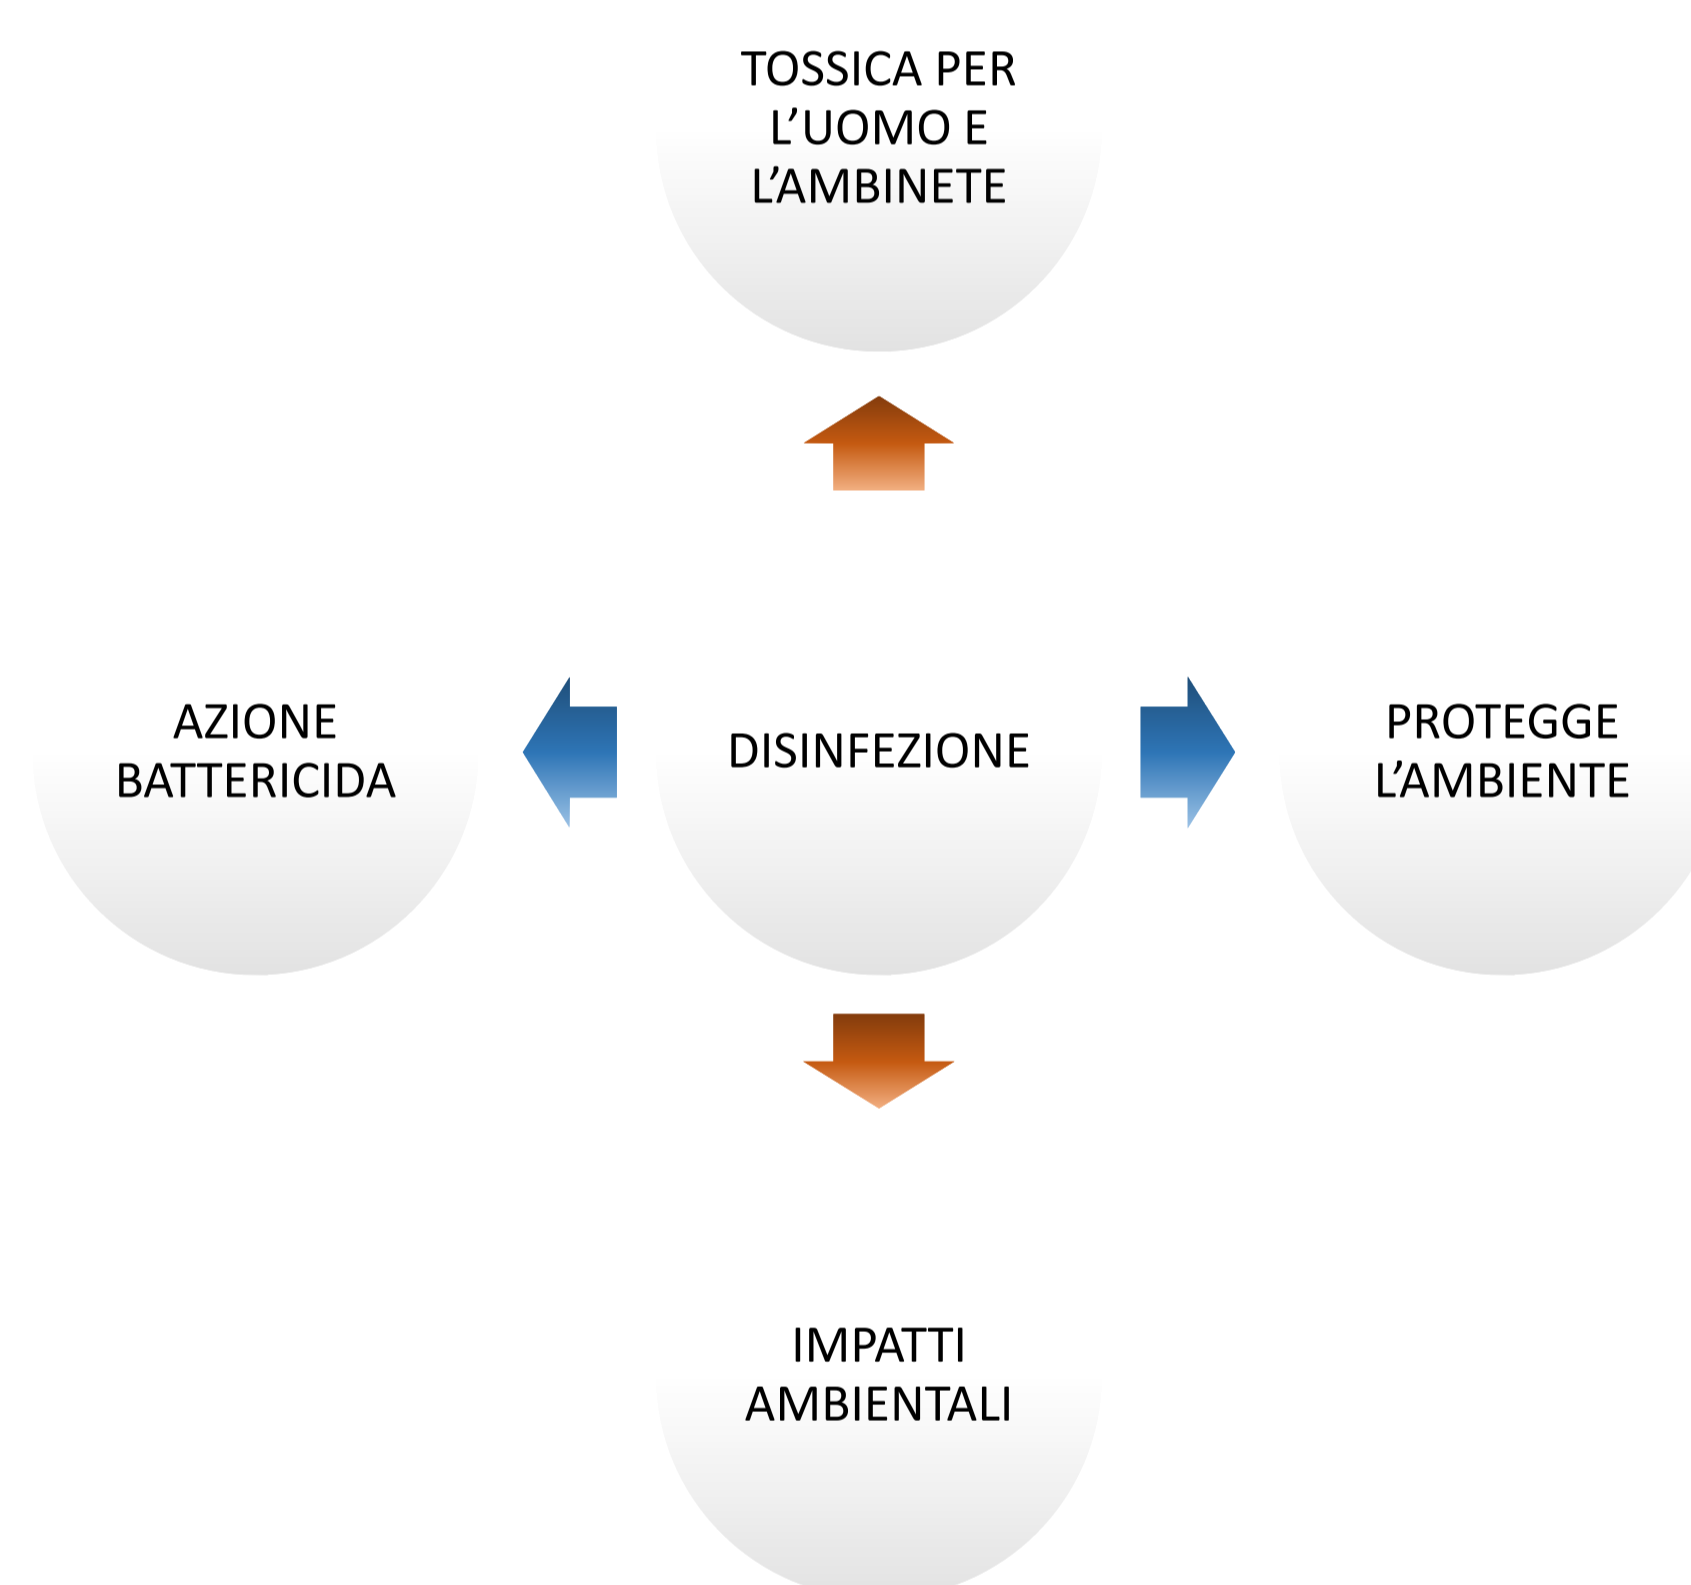 TOSSICA PER
L’UOMO E
L’AMBINETE
AZIONE
BATTERICIDA
DISINFEZIONE
PROTEGGE
L’AMBIENTE
IMPATTI
AMBIENTALI